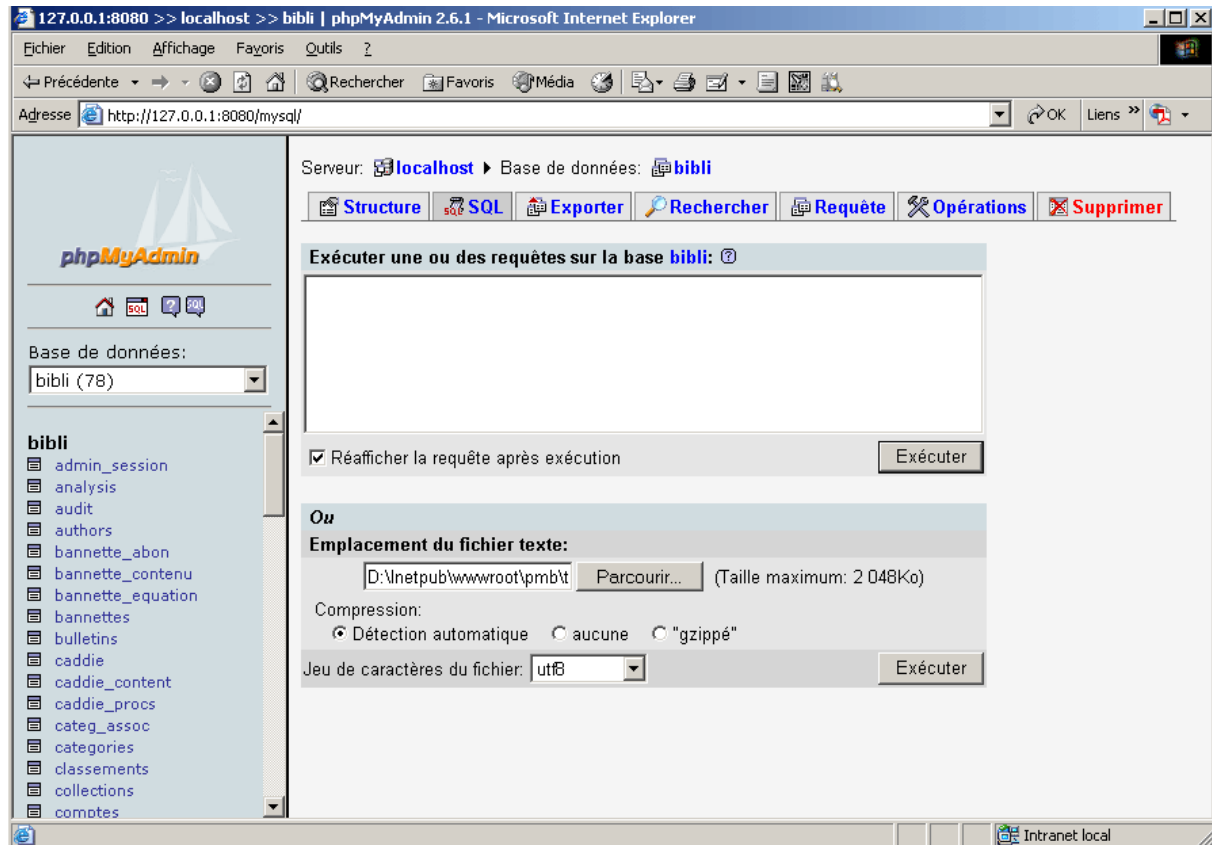 127.0.0.1:8080 >> localhost >> bibli | phpMyAdmin 2.6.1 - Microsoft Internet Explorer
Fichier Edition Affichage Favoris Outils ?
Précédente Rechercher Favoris Média
Adresse http://127.0.0.1:8080/mysql/ OK Liens »
phpMyAdmin
SQL ? SQL
Base de données:
bibli (78)
bibli
admin_session
analysis
audit
authors
bannette_abon
bannette_contenu
bannette_equation
bannettes
bulletins
caddie
caddie_content
caddie_procs
categ_assoc
categories
classements
collections
comptes
Serveur: localhost Base de données: bibli
Structure SQL Exporter Rechercher Requête Opérations Supprimer
Exécuter une ou des requêtes sur la base bibli: ?
Réafficher la requête après exécution Exécuter
Ou
Emplacement du fichier texte:
D:\Inetpub\wwwroot\pmb\t Parcourir... (Taille maximum: 2 048Ko)
Compression:
Détection automatique aucune "gzippé"
Jeu de caractères du fichier: utf8 Exécuter
Intranet local